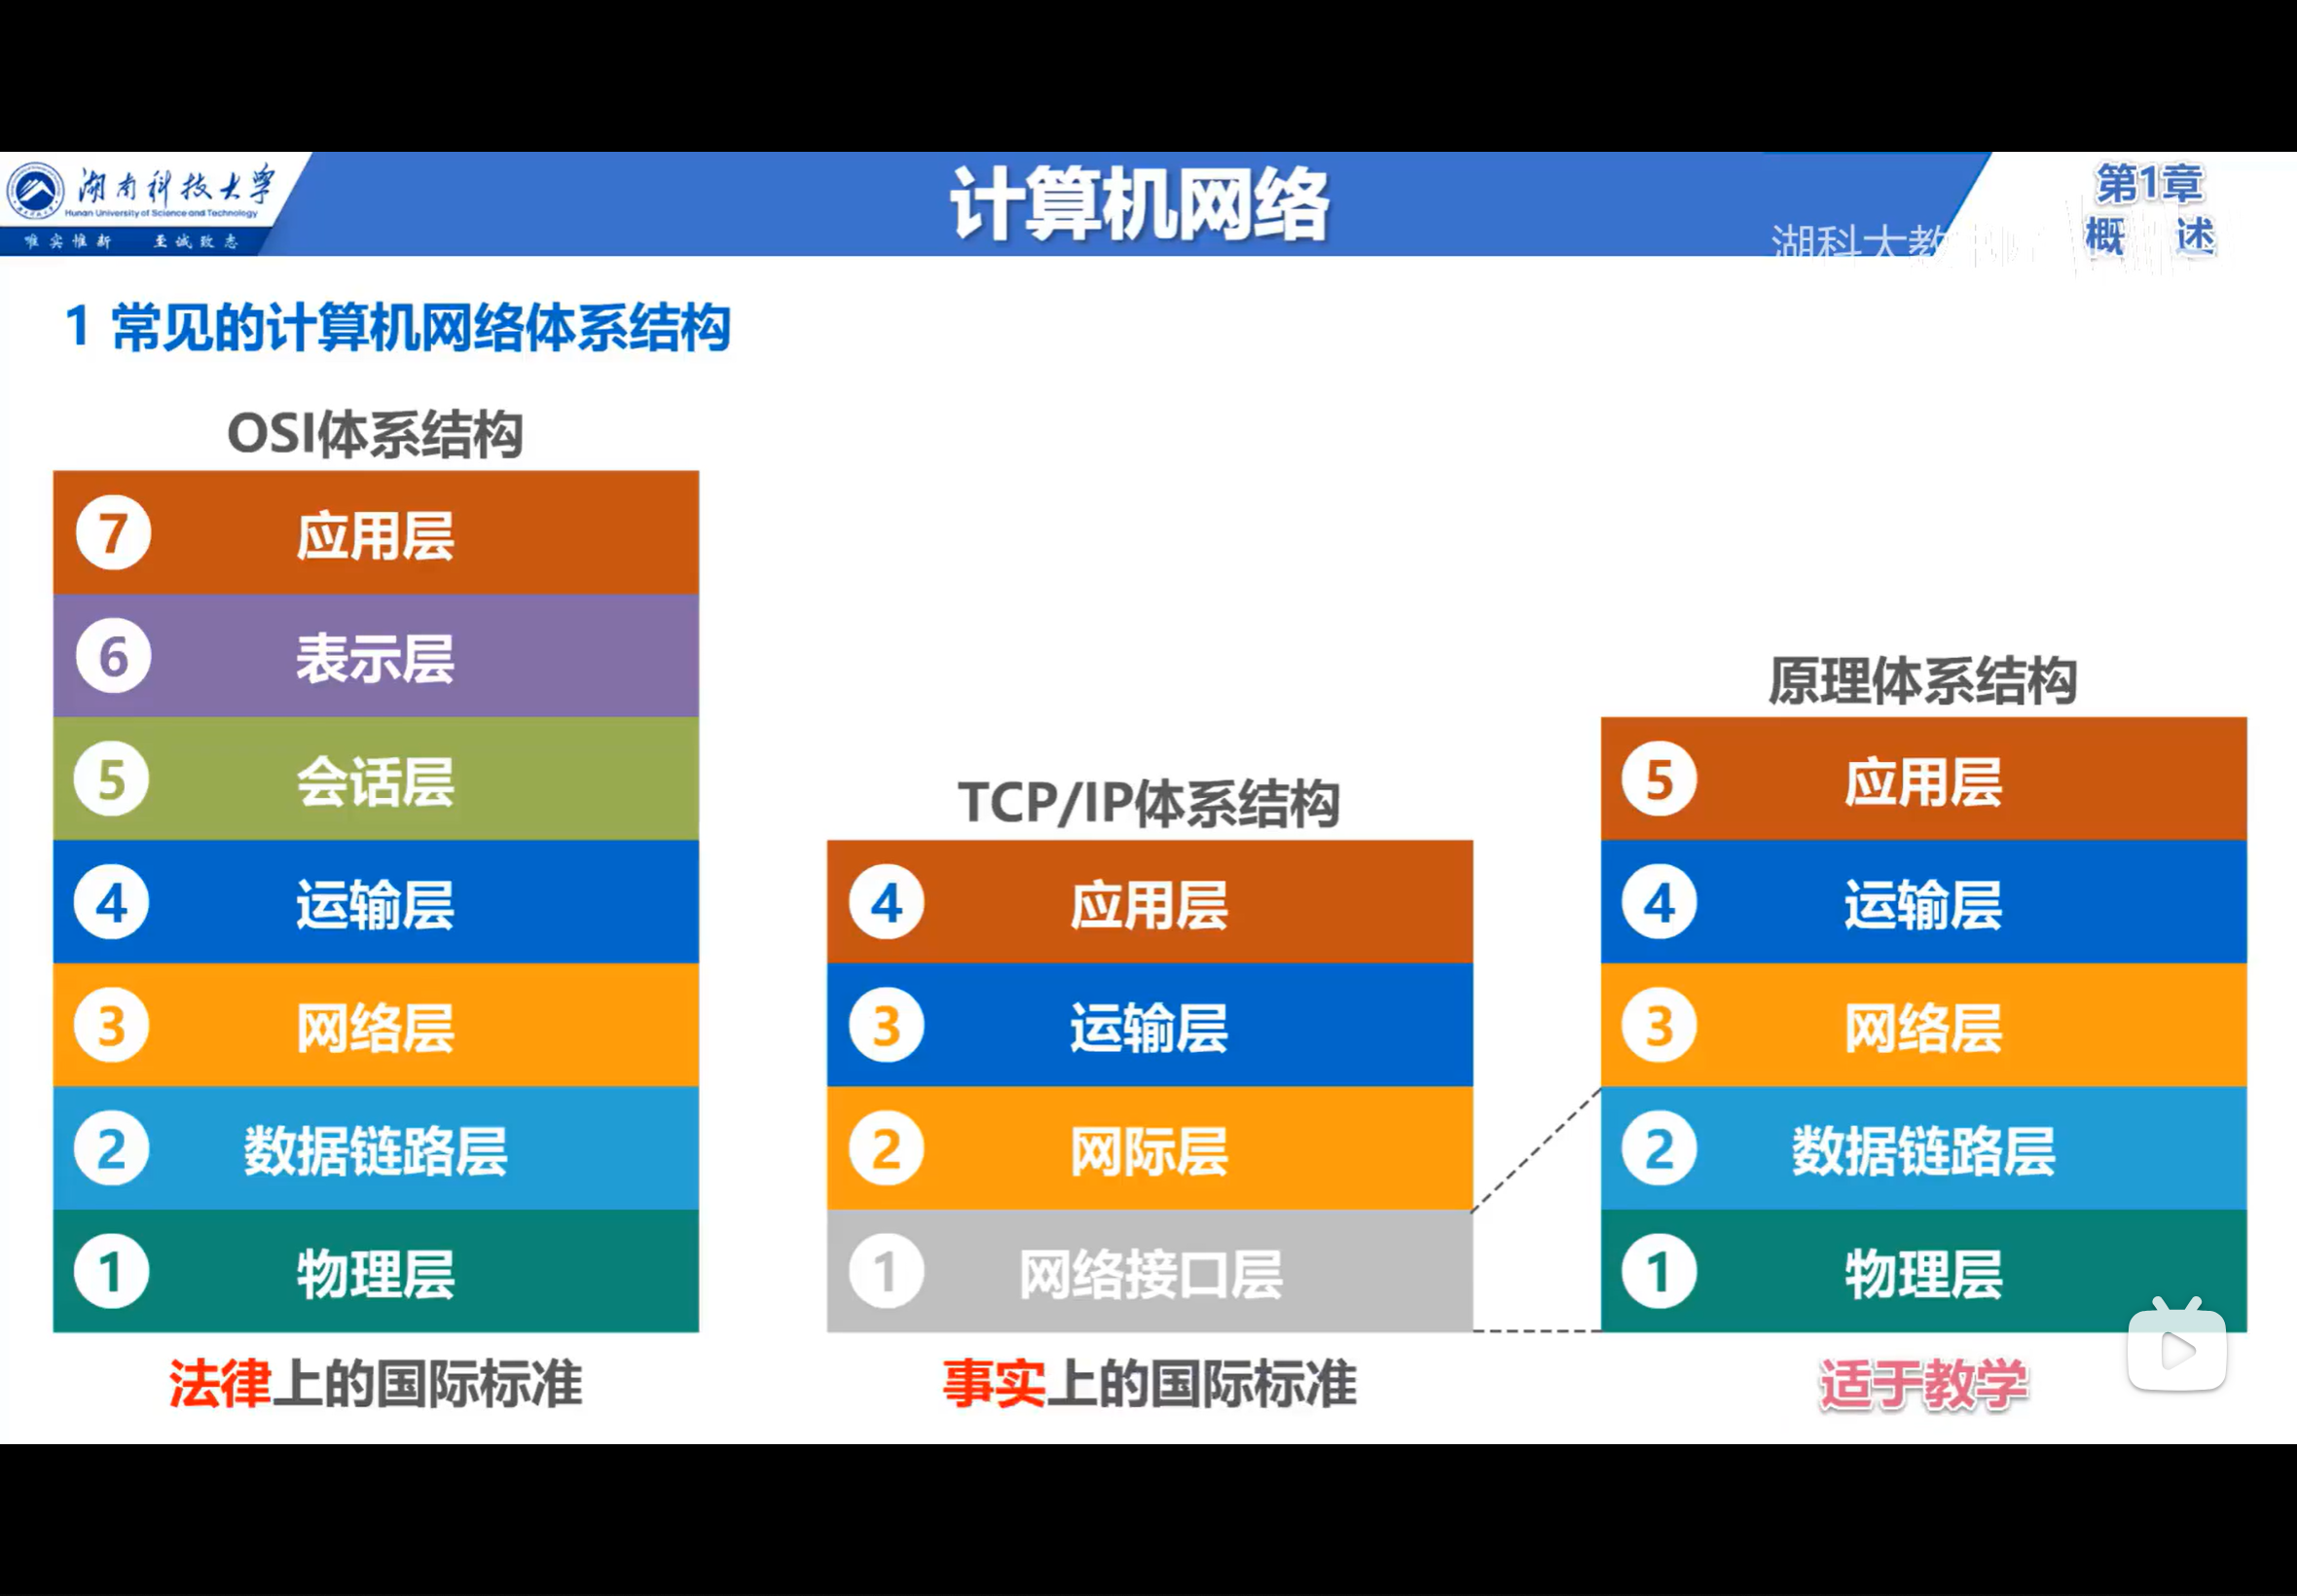 湖南科技大学
Hunan University of Science and Technology
唯实惟新 至诚致志
计算机网络
第1章
概 述
湖科大教
1 常见的计算机网络体系结构
OSI体系结构
7 应用层
6 表示层
5 会话层
4 运输层
3 网络层
2 数据链路层
1 物理层
法律上的国际标准
TCP/IP体系结构
4 应用层
3 运输层
2 网际层
1 网络接口层
事实上的国际标准
原理体系结构
5 应用层
4 运输层
3 网络层
2 数据链路层
1 物理层
适于教学